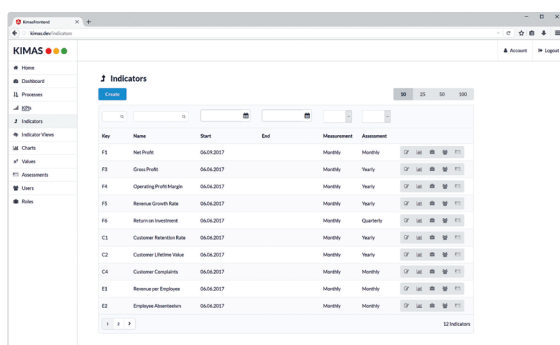 KimasFrontend
kimas.dev/indicators
KIMAS
Account
Logout
Home
Dashboard
Processes
KPIs
Indicators
Indicator Views
Charts
Values
Assessments
Users
Roles
Indicators
Create
10 25 50 100
Key Name Start End Measurement Assessment
F1 Net Profit 06.09.2017 Monthly Monthly
F3 Gross Profit 06.06.2017 Monthly Yearly
F4 Operating Profit Margin 06.06.2017 Monthly Yearly
F5 Revenue Growth Rate 06.06.2017 Monthly Yearly
F6 Return on Investment 06.06.2017 Monthly Quarterly
C1 Customer Retention Rate 06.06.2017 Monthly Yearly
C2 Customer Lifetime Value 06.06.2017 Monthly Yearly
C4 Customer Complaints 06.06.2017 Monthly Monthly
E1 Revenue per Employee 06.06.2017 Monthly Monthly
E2 Employee Absenteeism 06.06.2017 Monthly Monthly
1 2
12 Indicators